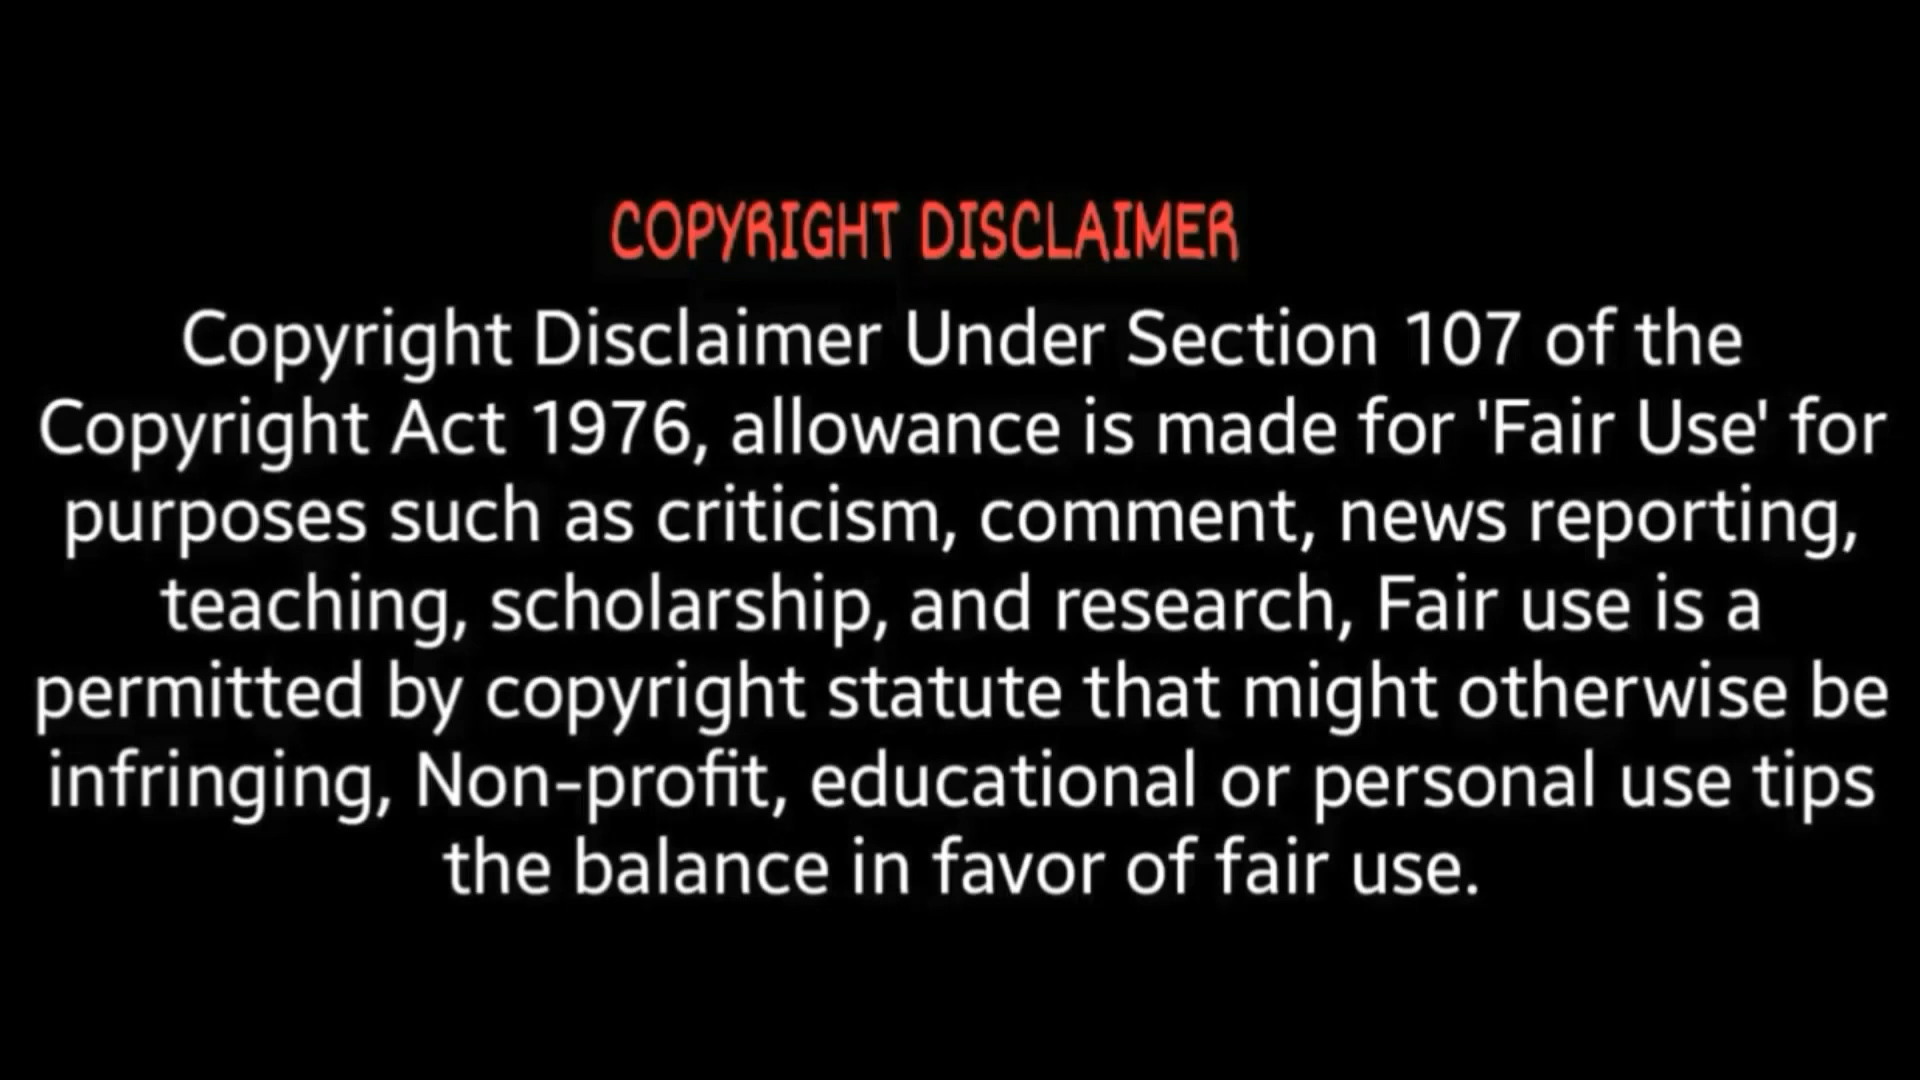 COPYRIGHT DISCLAIMER
Copyright Disclaimer Under Section 107 of the
Copyright Act 1976, allowance is made for 'Fair Use' for
purposes such as criticism, comment, news reporting,
teaching, scholarship, and research, Fair use is a
permitted by copyright statute that might otherwise be
infringing, Non-profit, educational or personal use tips
the balance in favor of fair use.